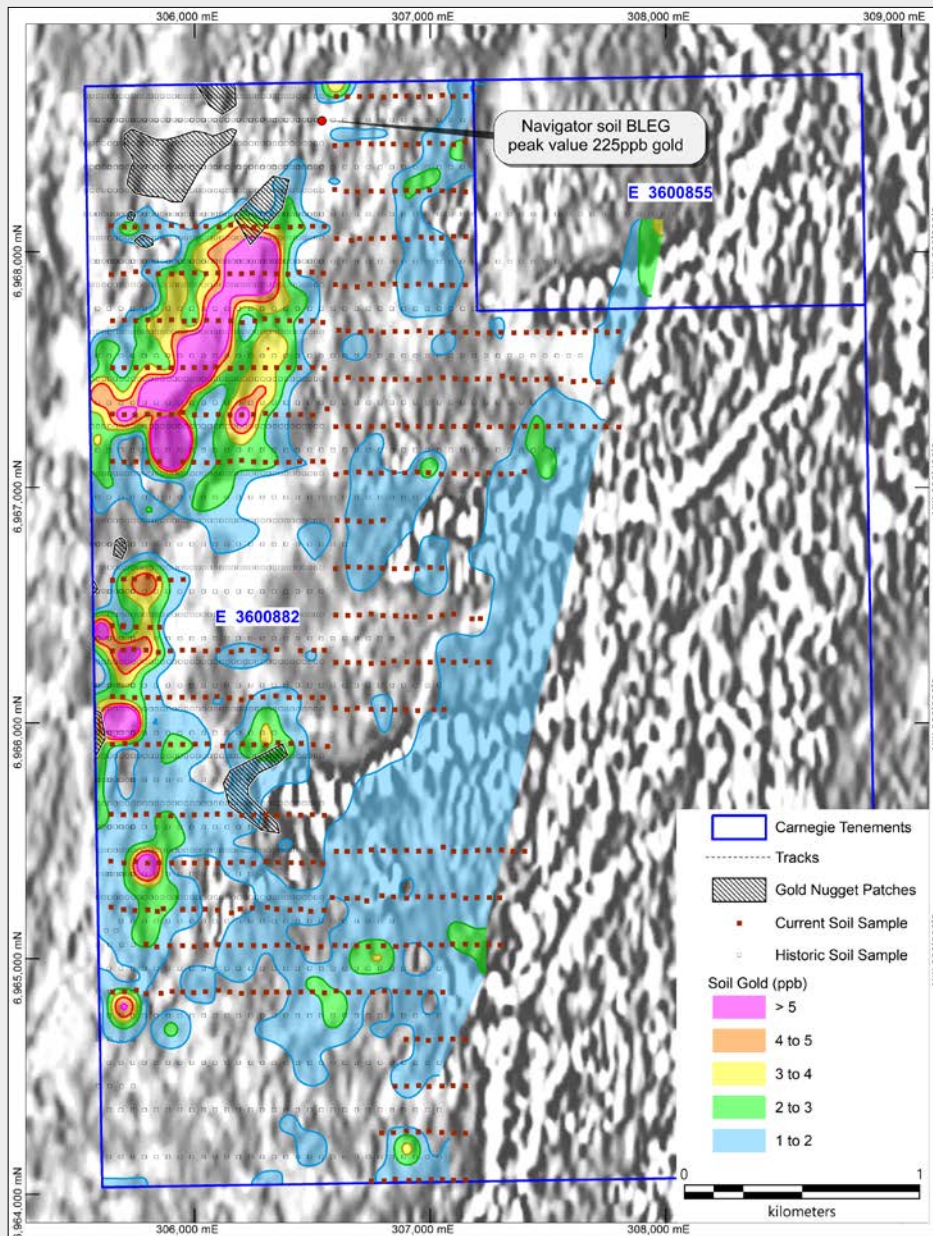 306,000 mE
307,000 mE
308,000 mE
309,000 mE
Navigator soil BLEG
peak value 225ppb gold
E 3600855
6,968,000 mN
6,967,000 mN
E 3600882
6,966,000 mN
6,965,000 mN
6,964,000 mN
Carnegie Tenements
Tracks
Gold Nugget Patches
Current Soil Sample
Historic Soil Sample
Soil Gold (ppb)
> 5
4 to 5
3 to 4
2 to 3
1 to 2
0
1
kilometers
306,000 mE
307,000 mE
308,000 mE